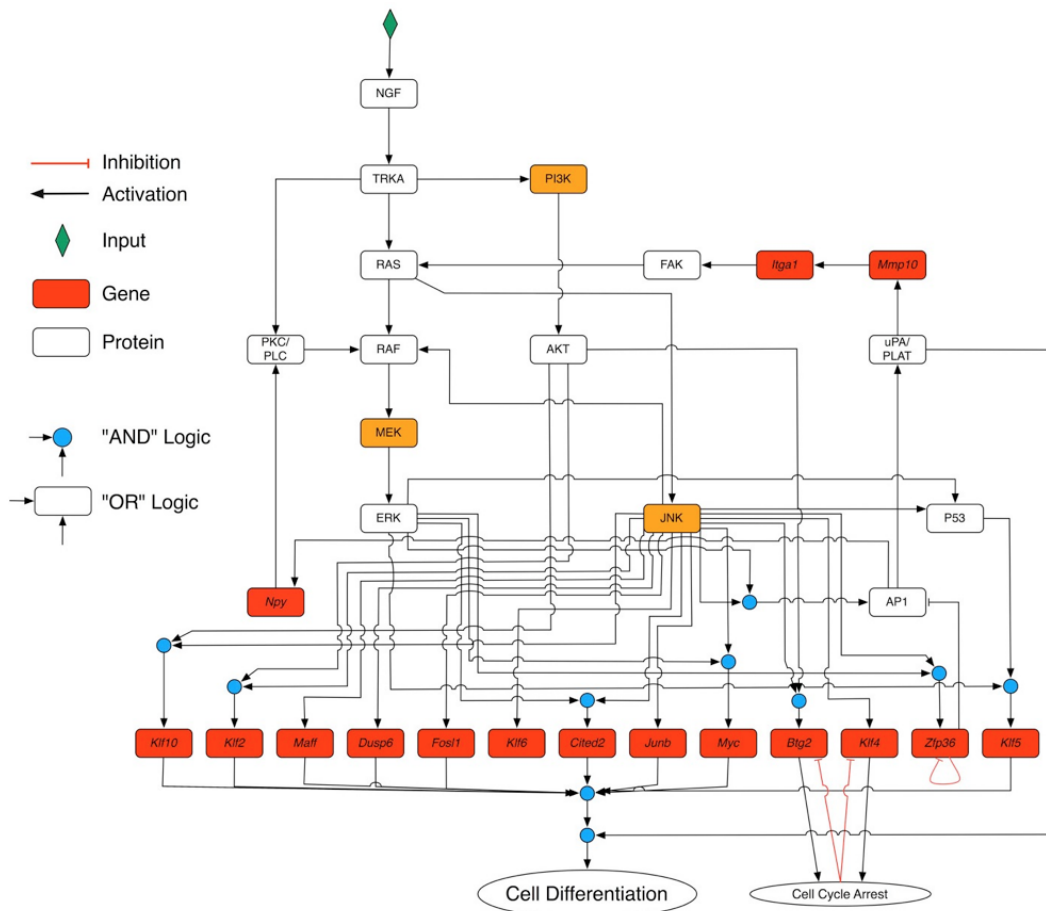 NGF
Inhibition
TRKA
PI3K
Activation
Input
RAS
FAK
Itga1
Mmp10
Gene
Protein
PKC/
PLC
RAF
AKT
uPA/
PLAT
"AND" Logic
MEK
"OR" Logic
ERK
JNK
P53
Npy
AP1
Klf10
Klf2
Maff
Dusp6
Fosl1
Klf6
Cited2
Junb
Myc
Btg2
Klf4
Zfp36
Klf5
Cell Differentiation
Cell Cycle Arrest